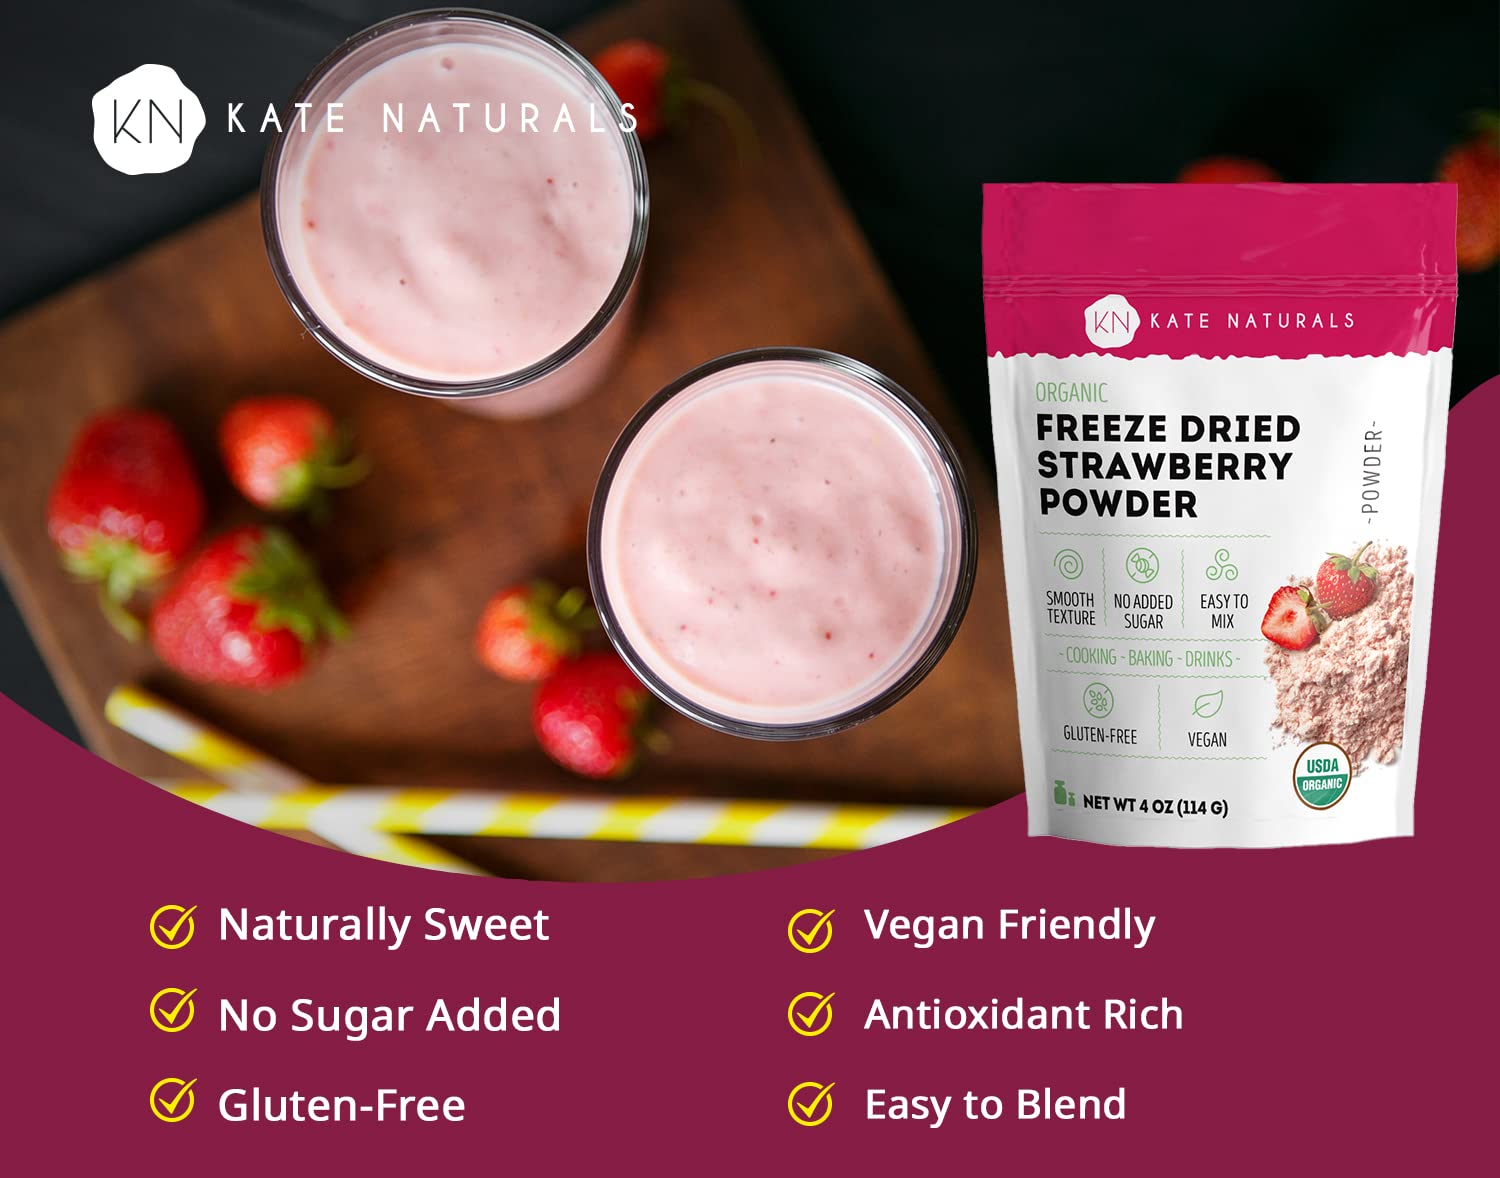 KN KATE NATURALS
KN KATE NATURALS
ORGANIC
FREEZE DRIED
STRAWBERRY
POWDER
~POWDER~
SMOOTH
TEXTURE
NO ADDED
SUGAR
EASY TO
MIX
~COOKING ~ BAKING ~ DRINKS~
GLUTEN-FREE
VEGAN
USDA
ORGANIC
NET WT 4 OZ (114 G)
Naturally Sweet
No Sugar Added
Gluten-Free
Vegan Friendly
Antioxidant Rich
Easy to Blend